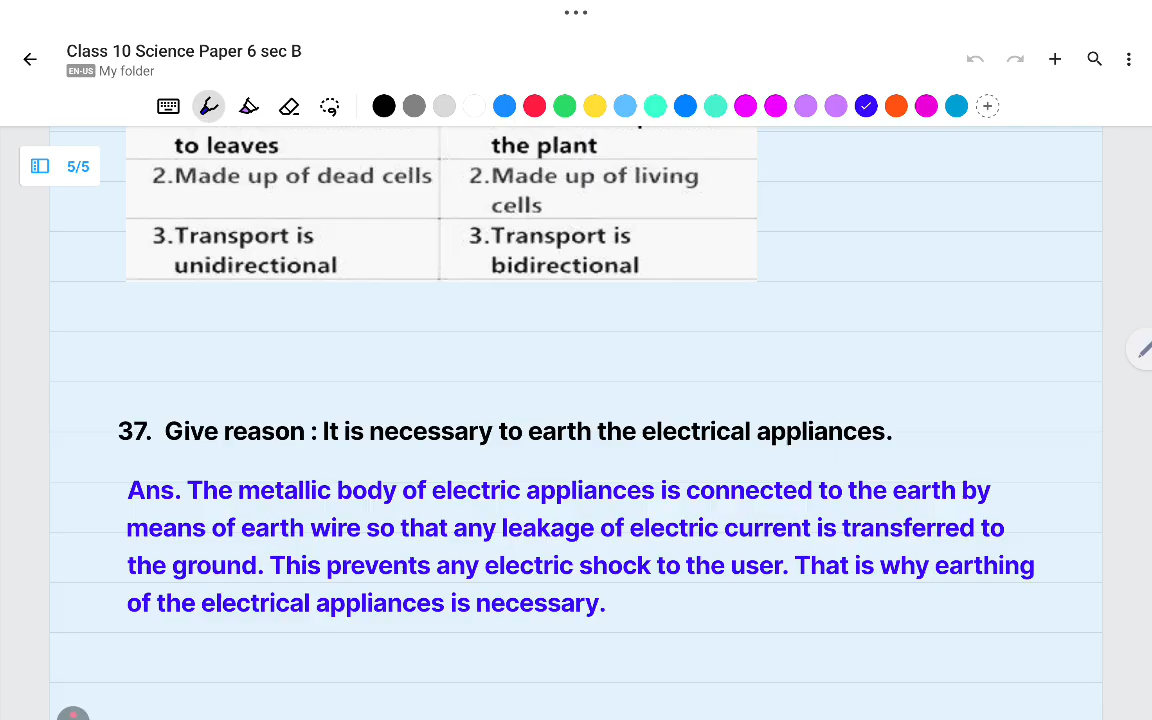 Class 10 Science Paper 6 sec B
EN-US My folder
5/5
to leaves
the plant
2.Made up of dead cells
2.Made up of living
cells
3.Transport is
unidirectional
3.Transport is
bidirectional
37. Give reason : It is necessary to earth the electrical appliances.
Ans. The metallic body of electric appliances is connected to the earth by
means of earth wire so that any leakage of electric current is transferred to
the ground. This prevents any electric shock to the user. That is why earthing
of the electrical appliances is necessary.